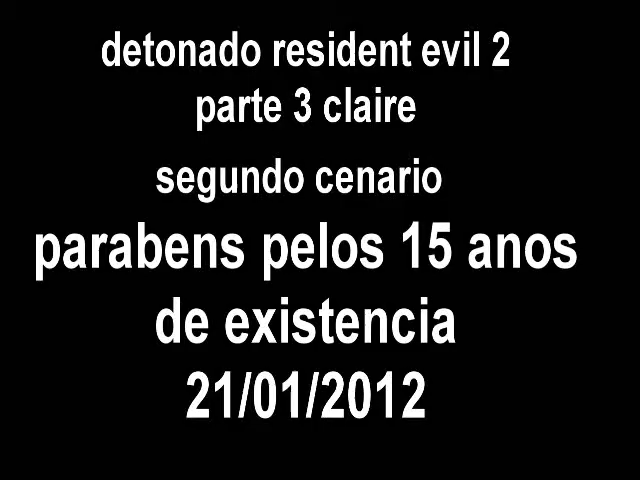 detonado resident evil 2
parte 3 claire
segundo cenario
parabens pelos 15 anos
de existencia
21/01/2012